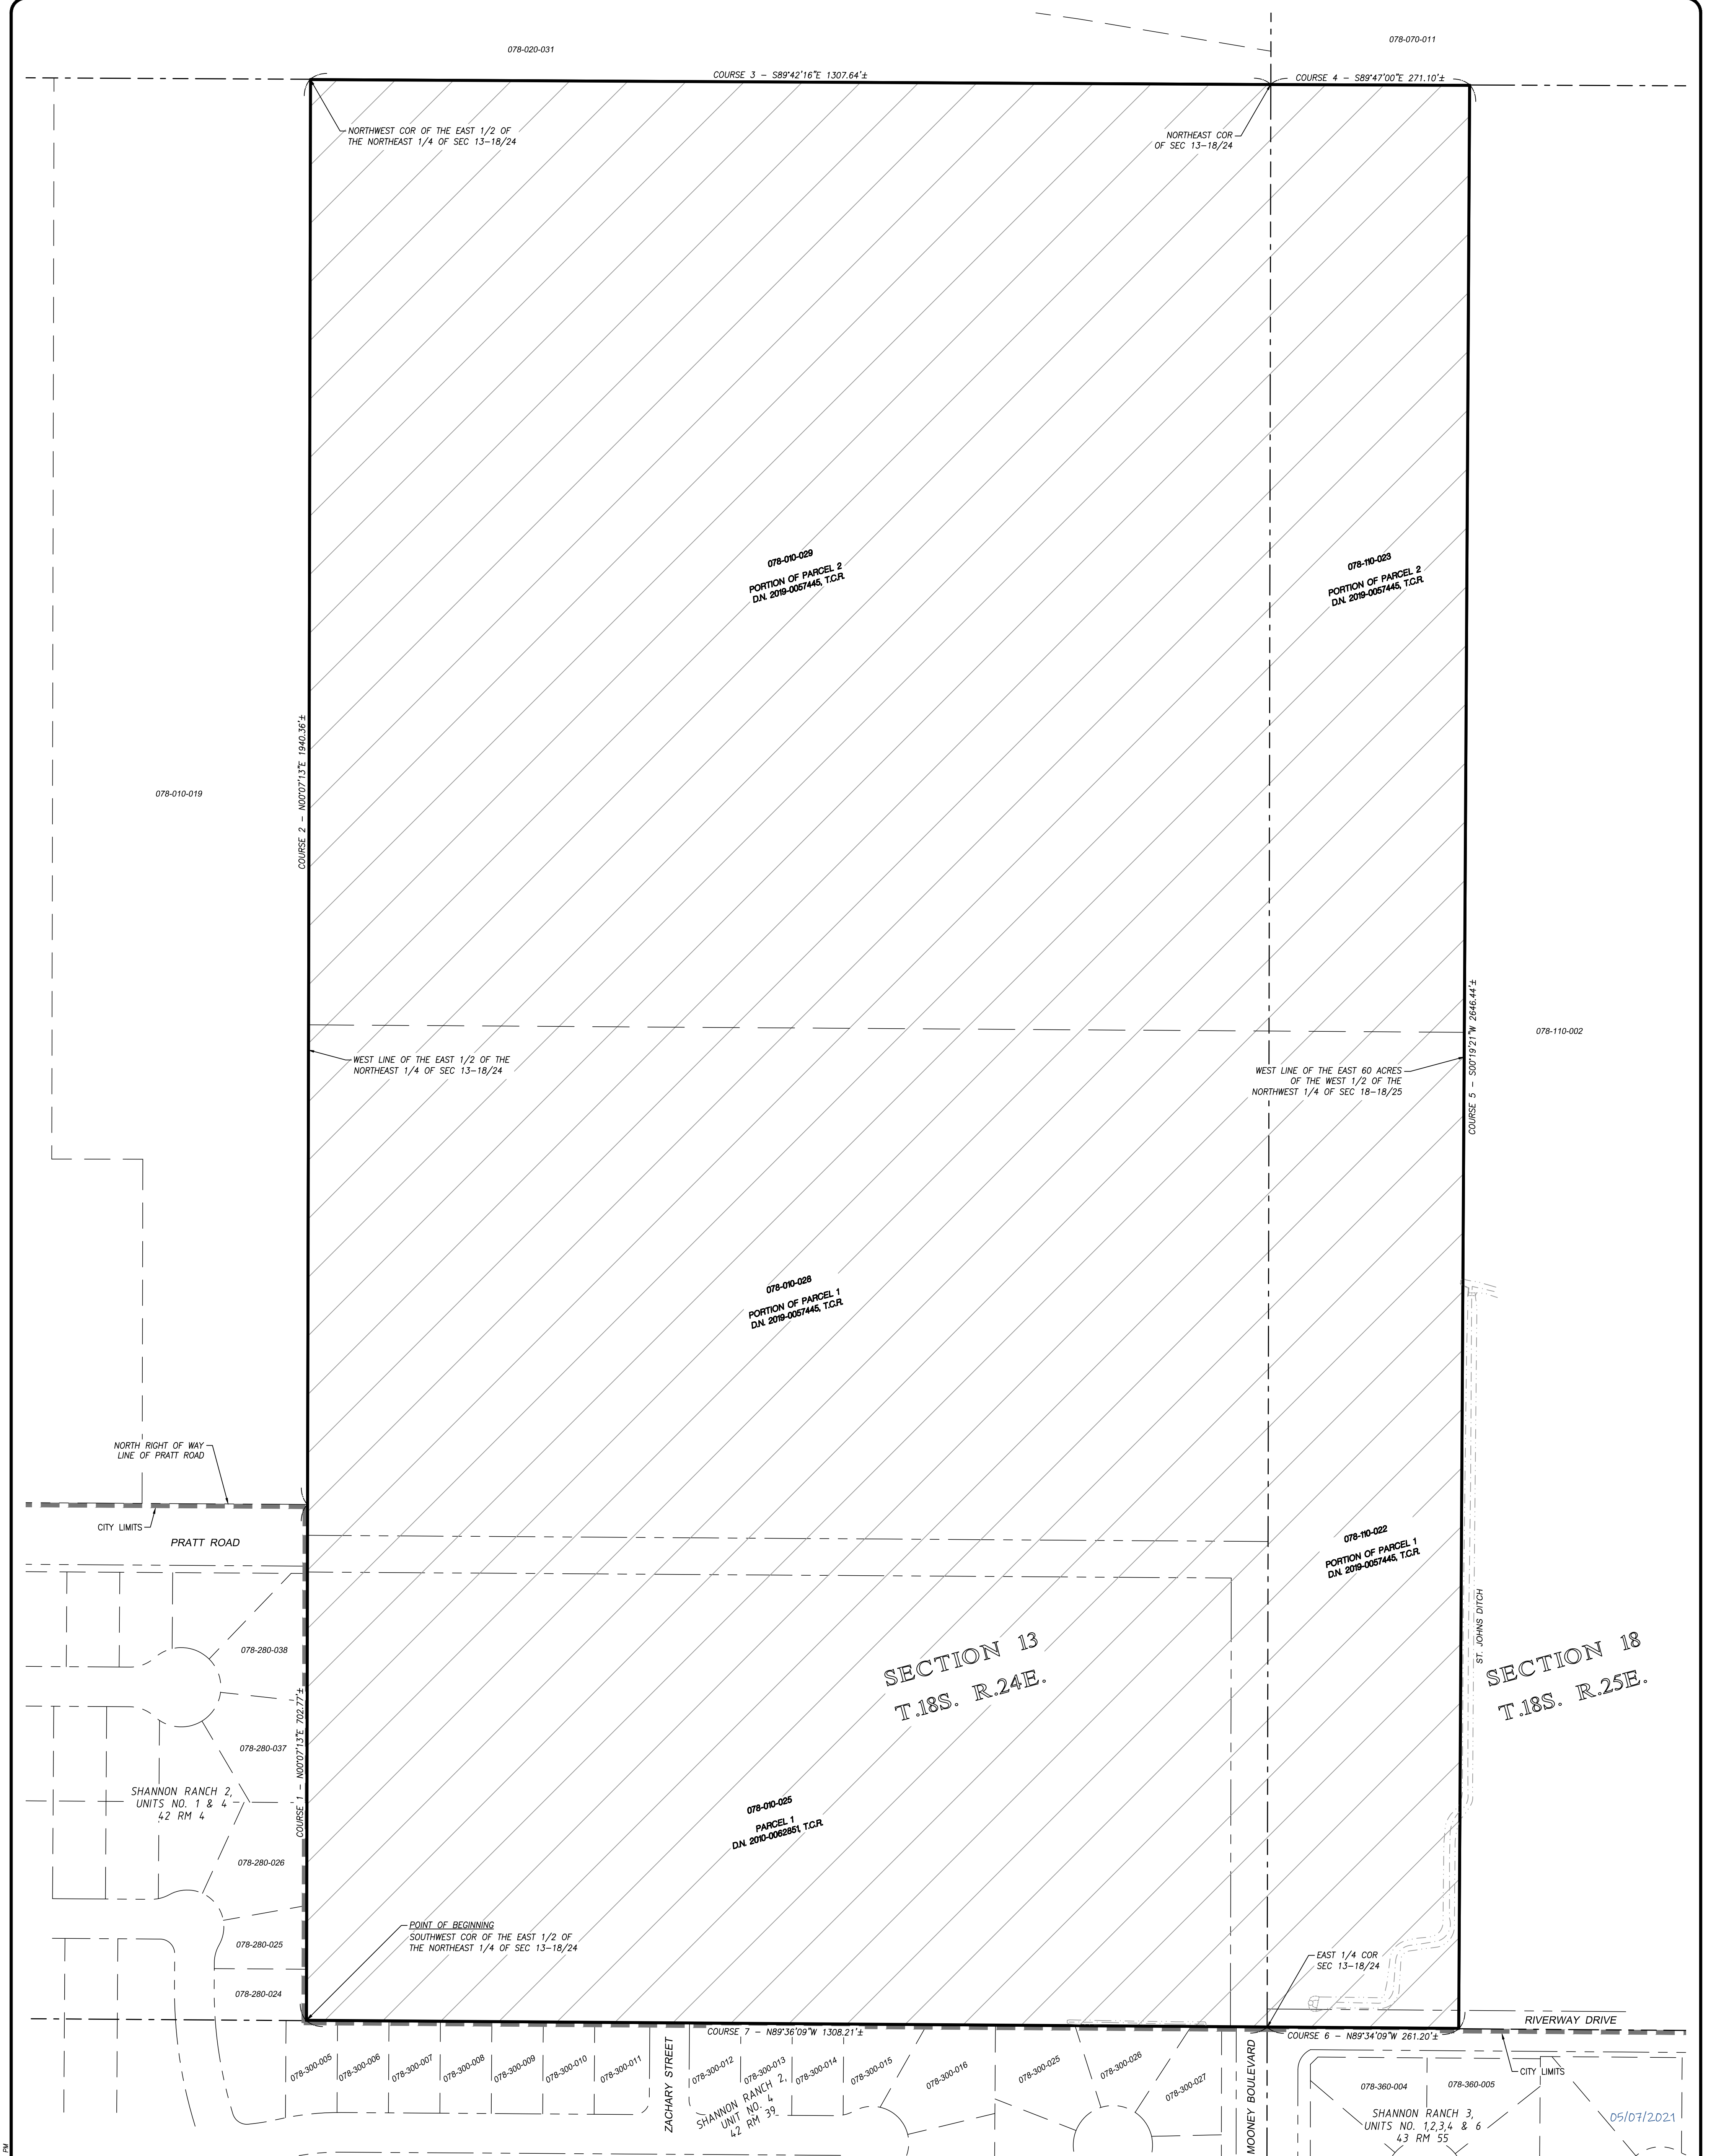 078-020-031
078-070-011
COURSE 3 – S89°42'16"E 1307.64'±
COURSE 4 – S89°47'00"E 271.10'±
NORTHWEST COR OF THE EAST 1/2 OF
THE NORTHEAST 1/4 OF SEC 13–18/24
NORTHEAST COR
OF SEC 13–18/24
078-010-029
PORTION OF PARCEL 2
D.N. 2019-0057445, T.C.R.
078-110-023
PORTION OF PARCEL 2
D.N. 2019-0057445, T.C.R.
COURSE 2 – N00°07'13"E 1940.36'±
078-010-019
078-110-002
WEST LINE OF THE EAST 1/2 OF THE
NORTHEAST 1/4 OF SEC 13–18/24
WEST LINE OF THE EAST 60 ACRES
OF THE WEST 1/2 OF THE
NORTHWEST 1/4 OF SEC 18–18/25
COURSE 5 – S00°19'21"W 2646.44'±
078-010-028
PORTION OF PARCEL 1
D.N. 2019-0057445, T.C.R.
NORTH RIGHT OF WAY
LINE OF PRATT ROAD
CITY LIMITS
PRATT ROAD
078-110-022
PORTION OF PARCEL 1
D.N. 2019-0057445, T.C.R.
ST. JOHNS DITCH
SECTION 13
T.18S. R.24E.
SECTION 18
T.18S. R.25E.
078-280-038
COURSE 1 – N00°07'13"E 702.77'±
078-280-037
SHANNON RANCH 2,
UNITS NO. 1 & 4
42 RM 4
078-010-025
PARCEL 1
D.N. 2010-0062851, T.C.R.
078-280-026
POINT OF BEGINNING
SOUTHWEST COR OF THE EAST 1/2 OF
THE NORTHEAST 1/4 OF SEC 13–18/24
078-280-025
EAST 1/4 COR
SEC 13–18/24
078-280-024
RIVERWAY DRIVE
COURSE 7 – N89°36'09"W 1308.21'±
COURSE 6 – N89°34'09"W 261.20'±
078-300-005
078-300-006
078-300-007
078-300-008
078-300-009
078-300-010
078-300-011
ZACHARY STREET
078-300-012
078-300-013
078-300-014
078-300-015
078-300-016
078-300-025
078-300-026
078-300-027
MOONEY BOULEVARD
CITY LIMITS
078-360-004
078-360-005
SHANNON RANCH 2,
UNIT NO. 4
42 RM 39
SHANNON RANCH 3,
UNITS NO. 1,2,3,4 & 6
43 RM 55
05/07/2021
PM